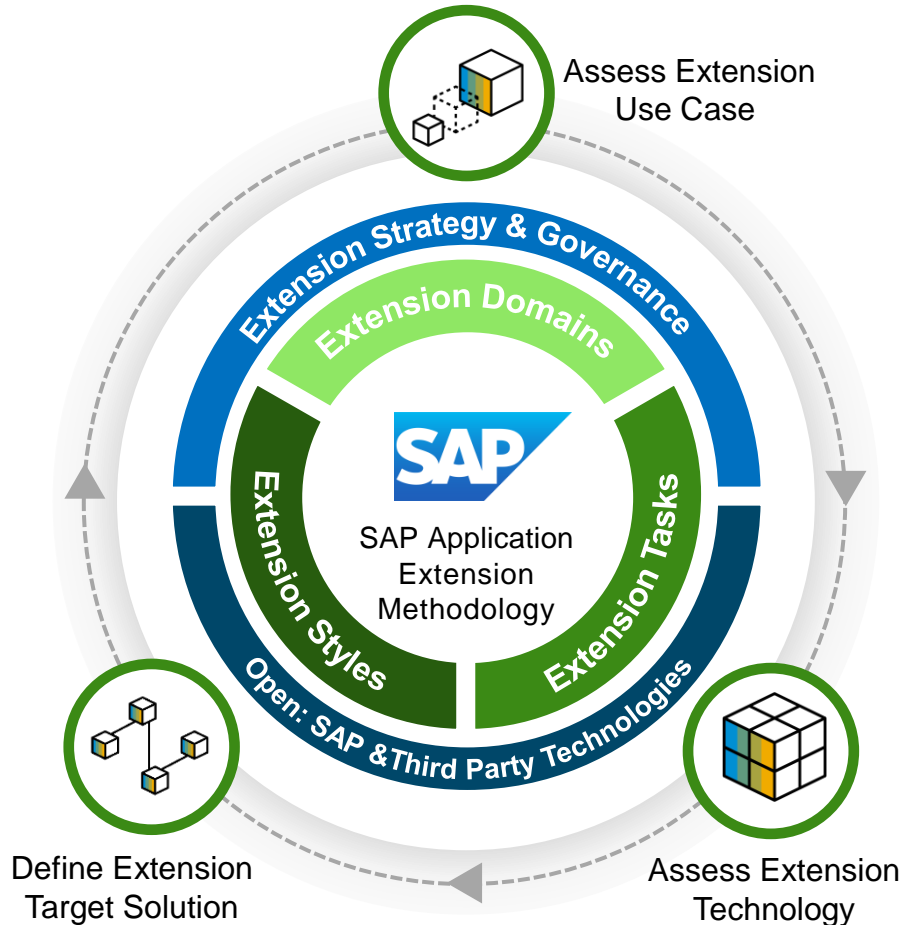 Assess Extension
Use Case
Extension Strategy & Governance
Extension Domains
SAP
SAP Application
Extension
Methodology
Extension Styles
Extension Tasks
Open: SAP &Third Party Technologies
Define Extension
Target Solution
Assess Extension
Technology